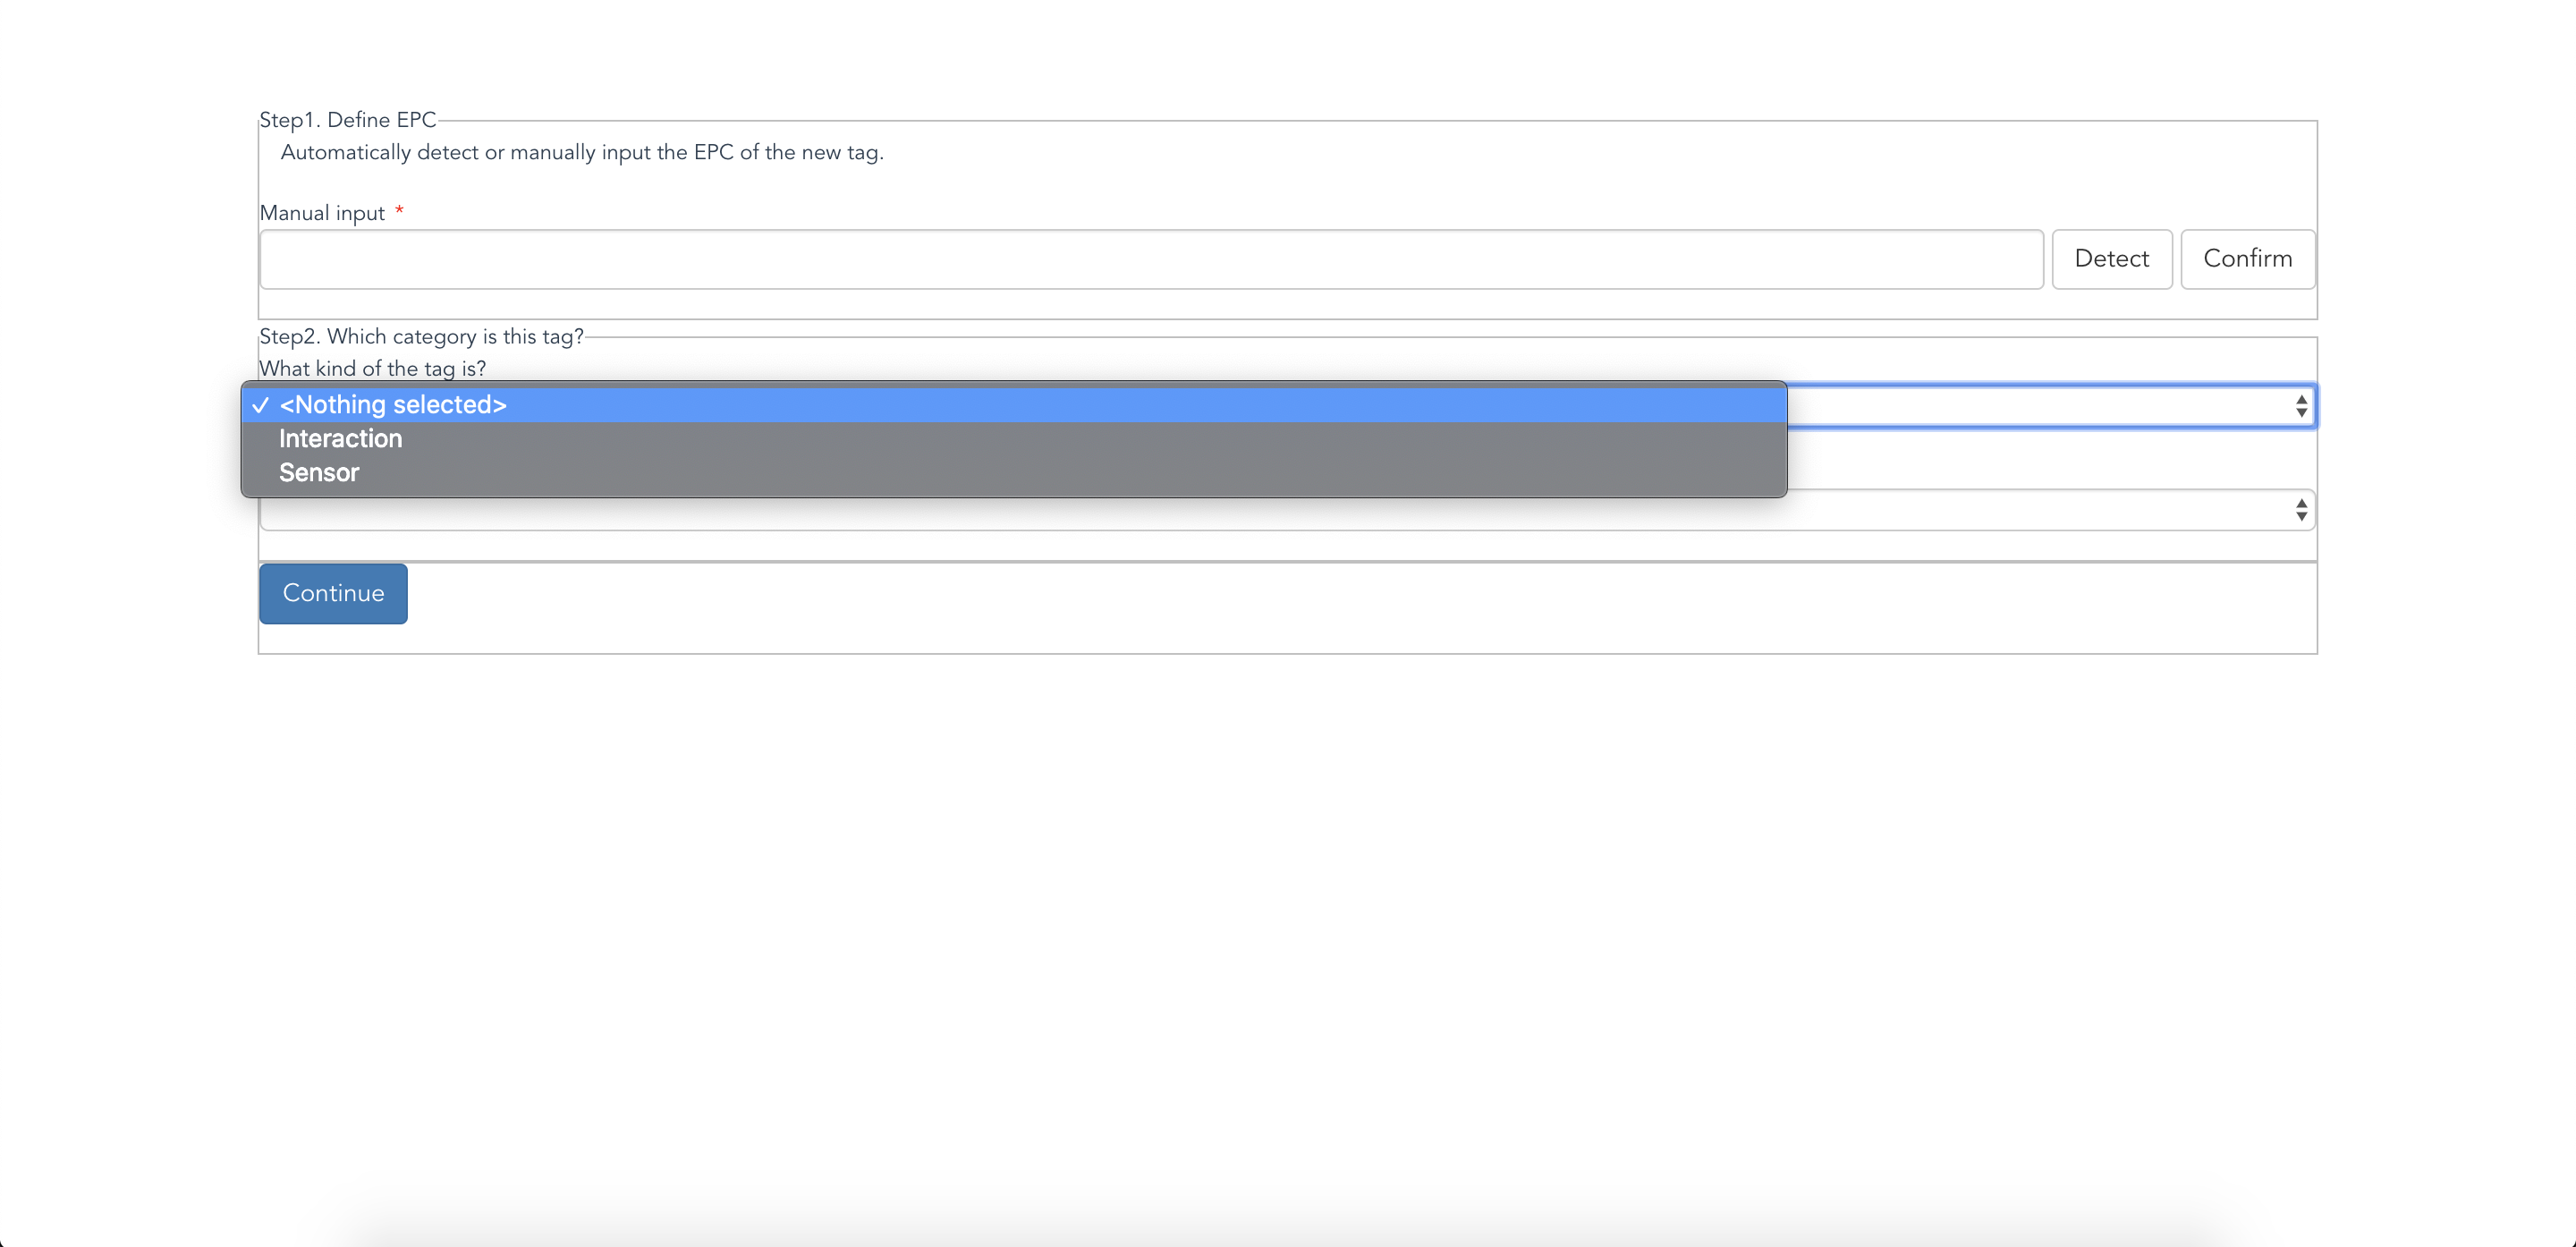 Step1. Define EPC
Automatically detect or manually input the EPC of the new tag.
Manual input *
Detect Confirm
Step2. Which category is this tag?
What kind of the tag is?
✓ <Nothing selected>
Interaction
Sensor
Continue